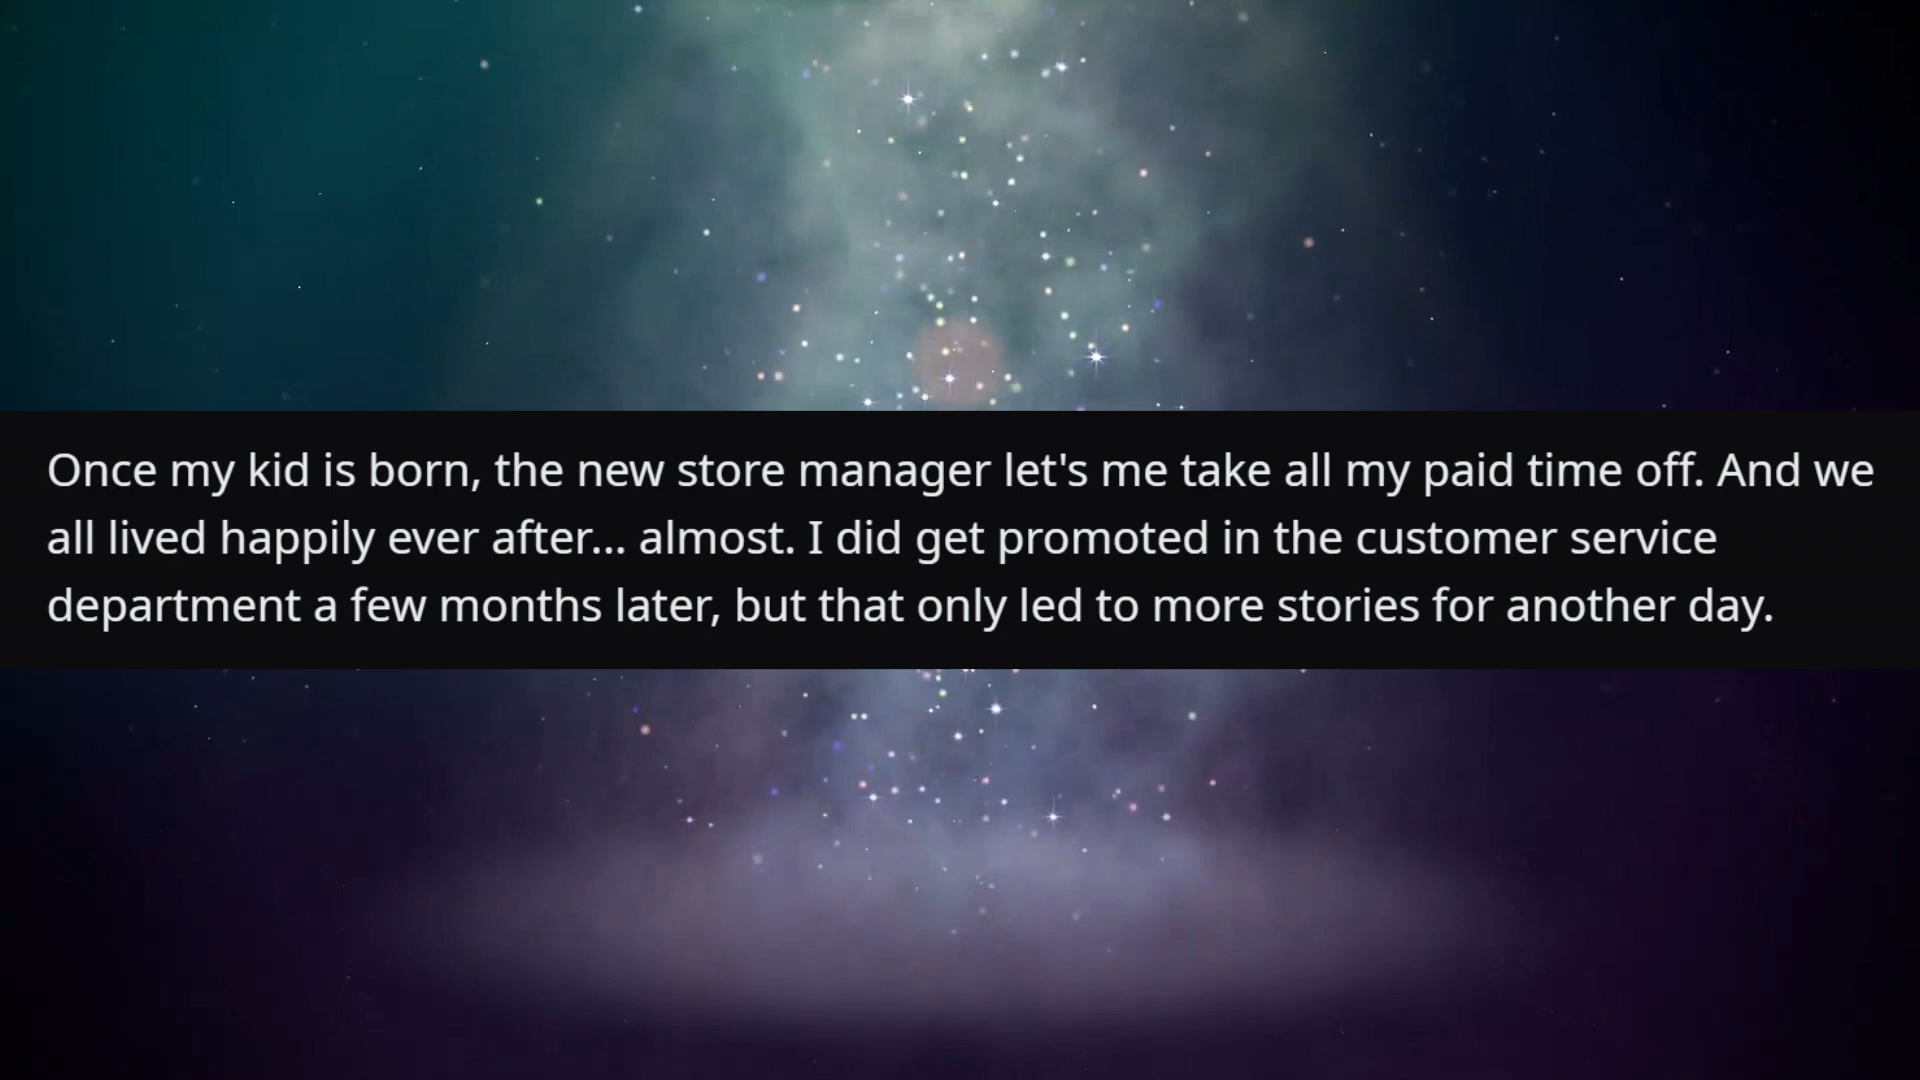 Once my kid is born, the new store manager let's me take all my paid time off. And we
all lived happily ever after... almost. I did get promoted in the customer service
department a few months later, but that only led to more stories for another day.